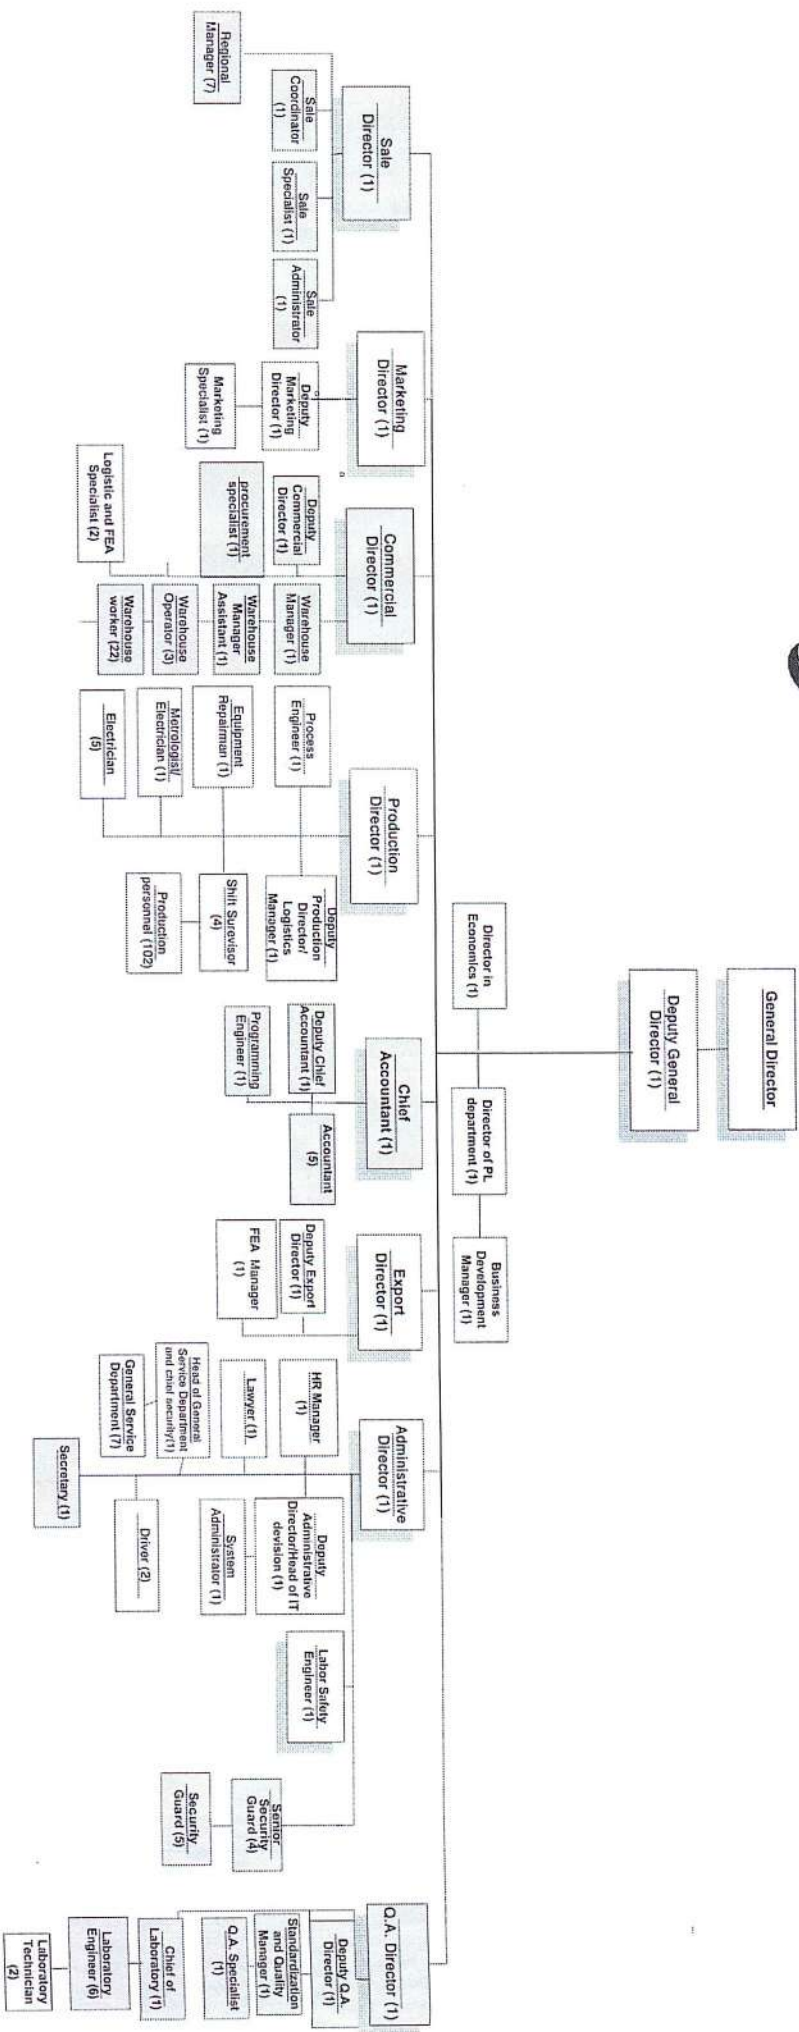 General Director
Deputy General
Director (1)
Director in
Economics (1)
Director of PL
department (1)
Business
Development
Manager (1)
Sale
Director (1)
Regional
Manager (7)
Sale
Coordinator
(1)
Sale
Specialist (1)
Sale
Administrator
(1)
Marketing
Director (1)
Deputy
Marketing
Director (1)
Marketing
Specialist (1)
Commercial
Director (1)
Deputy
Commercial
Director (1)
procurement
specialist (1)
Logistic and FEA
Specialist (2)
Warehouse
Manager (1)
Warehouse
Manager
Assistant (1)
Warehouse
Operator (3)
Warehouse
worker (22)
Production
Director (1)
Process
Engineer (1)
Equipment
Repairman (1)
Metrologist/
Electrician (1)
Electrician
(5)
Deputy
Production
Director/
Logistics
Manager (1)
Shift Surevisor
(4)
Production
personnel (102)
Chief
Accountant (1)
Deputy Chief
Accountant (1)
Programming
Engineer (1)
Accountant
(5)
Export
Director (1)
Deputy Export
Director (1)
FEA Manager
(1)
Administrative
Director (1)
HR Manager
(1)
Lawyer (1)
Head of General
Service Department
and chief security(1)
General Service
Department (7)
Secretary (1)
Deputy
Administrative
Director/Head of IT
devision (1)
System
Administrator (1)
Driver (2)
Labor Safety
Engineer (1)
Senior
Security
Guard (4)
Security
Guard (5)
Q.A. Director (1)
Deputy Q.A.
Director (1)
Standardization
and Quality
Manager (1)
Q.A. Specialist
(1)
Chief of
Laboratory (1)
Laboratory
Engineer (6)
Laboratory
Technician
(2)